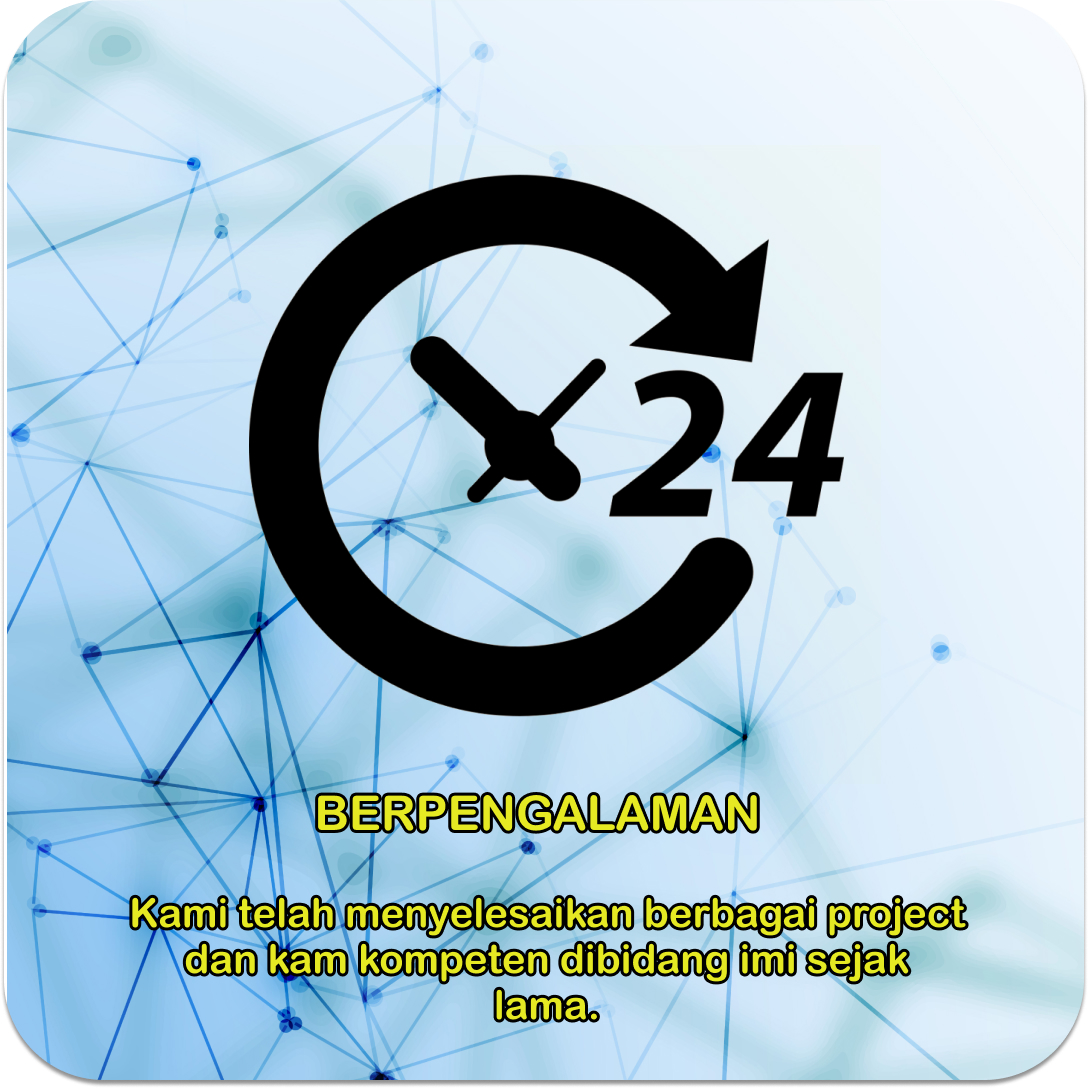 24
BERPENGALAMAN
Kami telah menyelesaikan berbagai project
dan kam kompeten dibidang imi sejak
lama.